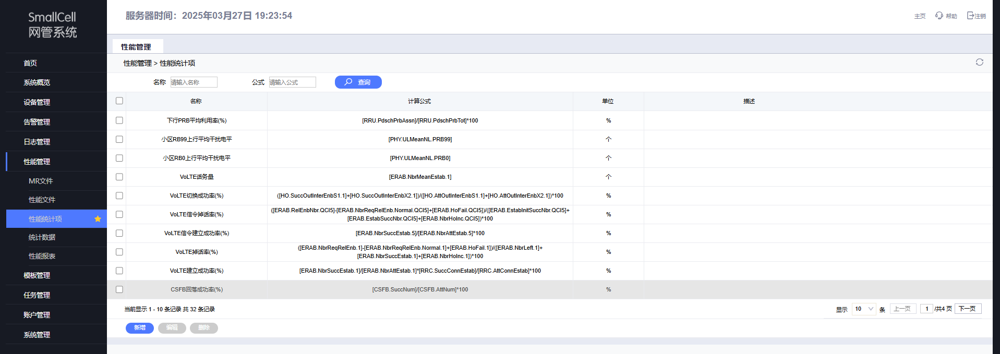 SmallCell
网管系统
服务器时间：2025年03月27日 19:23:54
主页 帮助 注销
首页
系统概览
设备管理
告警管理
日志管理
性能管理
MR文件
性能文件
性能统计项
统计数据
性能报表
模板管理
任务管理
账户管理
系统管理
性能管理
性能管理 > 性能统计项
名称 请输入名称 公式 请输入公式 查询
名称 计算公式 单位 描述
下行PRB平均利用率(%) [RRU.PdschPrbAssn]/[RRU.PdschPrbTot]*100 %
小区RB99上行平均干扰电平 [PHY.ULMeanNL.PRB99] 个
小区RB0上行平均干扰电平 [PHY.ULMeanNL.PRB0] 个
VoLTE话务量 [ERAB.NbrMeanEstab.1] 个
VoLTE切换成功率(%) ([HO.SuccOutInterEnbS1.1]+[HO.SuccOutInterEnbX2.1])/([HO.AttOutInterEnbS1.1]+[HO.AttOutInterEnbX2.1])*100 %
VoLTE信令掉话率(%) ([ERAB.RelEnbNbr.QCI5]-[ERAB.NbrReqRelEnb.Normal.QCI5]+[ERAB.HoFail.QCI5])/([ERAB.EstabInitSuccNbr.QCI5]+
[ERAB.EstabSuccNbr.QCI5]+[ERAB.NbrHoInc.QCI5])*100 %
VoLTE信令建立成功率(%) [ERAB.NbrSuccEstab.5]/[ERAB.NbrAttEstab.5]*100 %
VoLTE掉话率(%) ([ERAB.NbrReqRelEnb.1]-[ERAB.NbrReqRelEnb.Normal.1]+[ERAB.HoFail.1])/([ERAB.NbrLeft.1]+
[ERAB.NbrSuccEstab.1]+[ERAB.NbrHoInc.1])*100 %
VoLTE建立成功率(%) [ERAB.NbrSuccEstab.1]/[ERAB.NbrAttEstab.1]*[RRC.SuccConnEstab]/[RRC.AttConnEstab]*100 %
CSFB回落成功率(%) [CSFB.SuccNum]/[CSFB.AttNum]*100 %
当前显示 1 - 10 条记录 共 32 条记录
显示 10 条 上一页 1 /共4 页 下一页
新增 编辑 删除